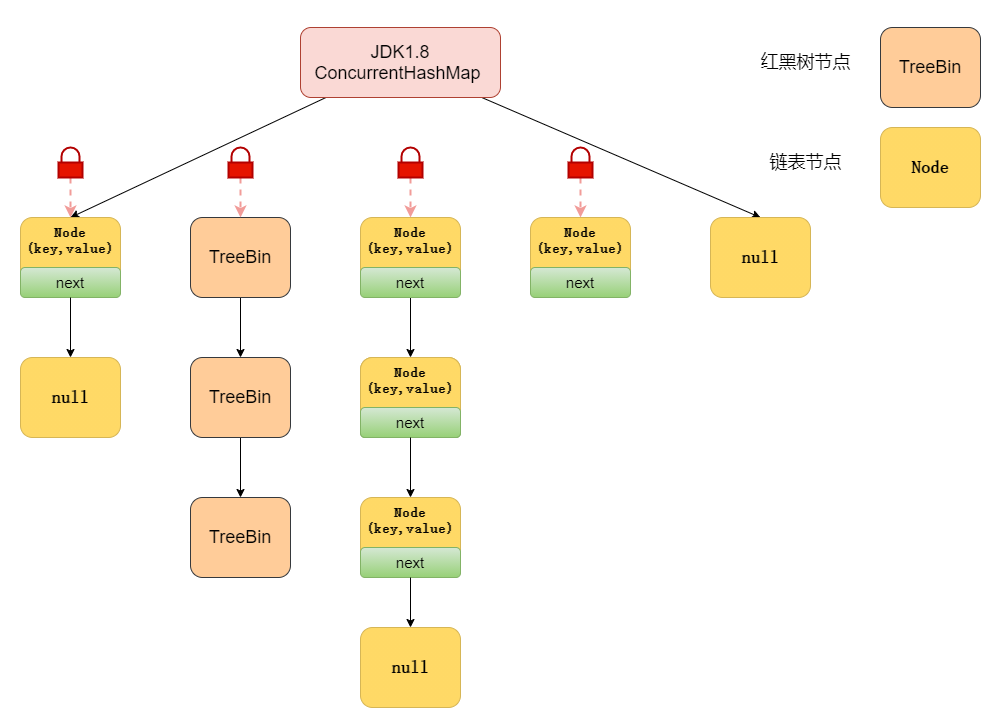 JDK1.8
ConcurrentHashMap
红黑树节点
TreeBin
链表节点
Node
Node
(key,value)
next
TreeBin
Node
(key,value)
next
Node
(key,value)
next
null
null
TreeBin
Node
(key,value)
next
TreeBin
Node
(key,value)
next
null